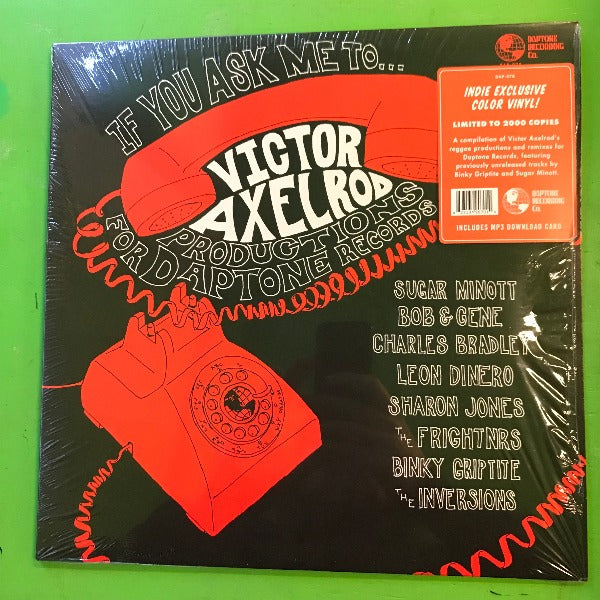 IF YOU ASK ME TO...
VICTOR
AXELROD
PRODUCTIONS
FOR DAPTONE RECORDS
SUGAR MINOTT
BOB & GENE
CHARLES BRADLEY
LEON DINERO
SHARON JONES
THE FRIGHTNRS
BINKY GRIPTITE
THE INVERSIONS
DAPTONE
RECORDING
Co.
DAP-076
INDIE EXCLUSIVE
COLOR VINYL!
LIMITED TO 2000 COPIES
A compilation of Victor Axelrod's
reggae productions and remixes for
Daptone Records, featuring
previously unreleased tracks by
Binky Griptite and Sugar Minott.
DAPTONE
RECORDING
Co.
INCLUDES MP3 DOWNLOAD CARD